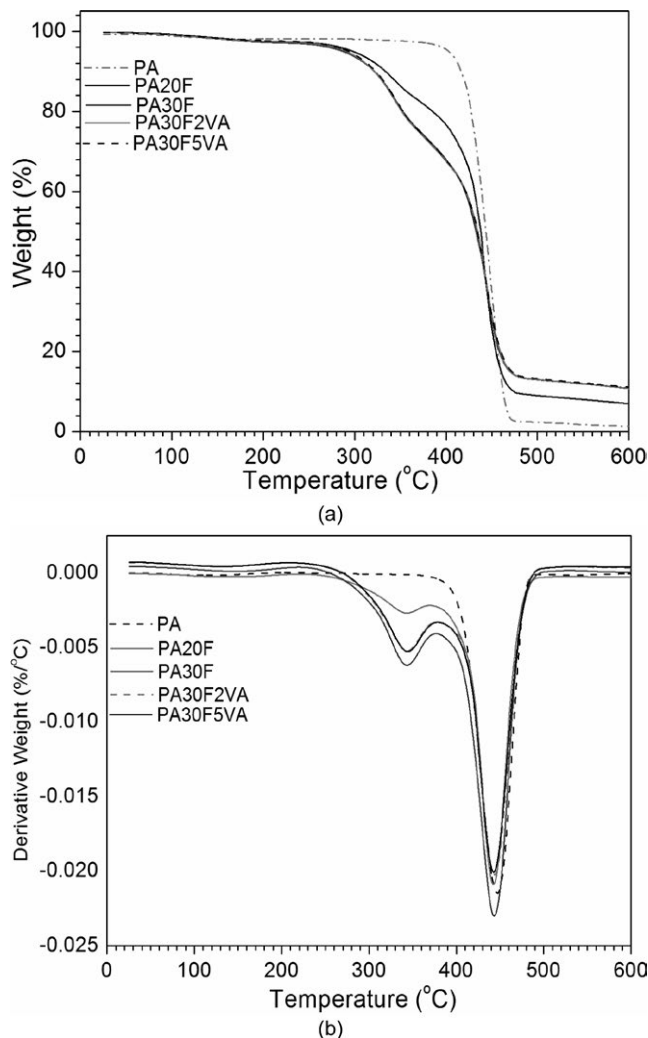 100
80
60
40
20
0
Weight (%)
PA
PA20F
PA30F
PA30F2VA
PA30F5VA
0 100 200 300 400 500 600
Temperature (°C)
(a)
0.000
-0.005
-0.010
-0.015
-0.020
-0.025
Derivative Weight (%/°C)
PA
PA20F
PA30F
PA30F2VA
PA30F5VA
0 100 200 300 400 500 600
Temperature (°C)
(b)